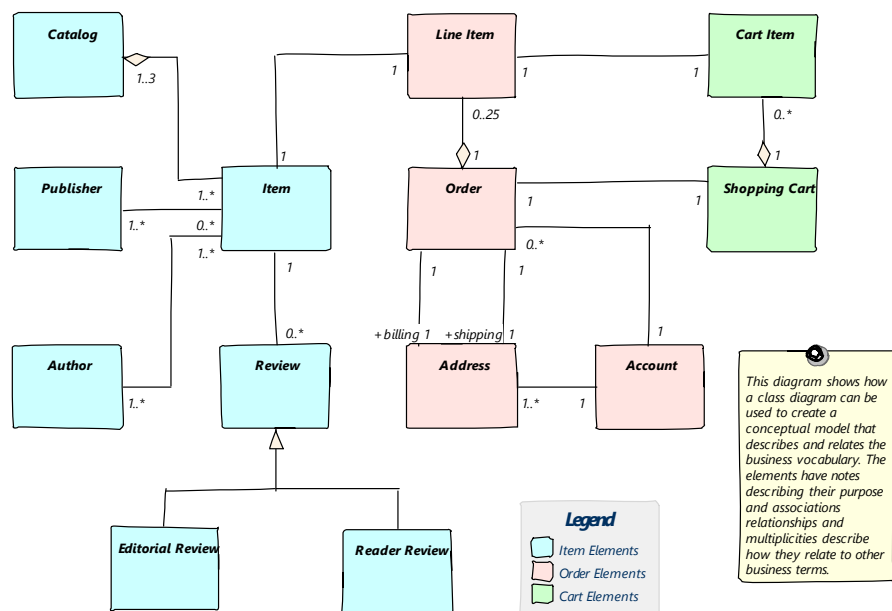 Catalog
Line Item
Cart Item
1..3
1
1
1
0..25
0..*
1
1
1
Publisher
Item
Order
Shopping Cart
1..*
1..*
0..*
1
1
1..*
0..*
1
1
1
0..*
+billing 1
+shipping 1
1
Author
Review
Address
Account
1..*
1..*
1
This diagram shows how
a class diagram can be
used to create a
conceptual model that
describes and relates the
business vocabulary. The
elements have notes
describing their purpose
and associations
relationships and
multiplicities describe
how they relate to other
business terms.
Editorial Review
Reader Review
Legend
Item Elements
Order Elements
Cart Elements